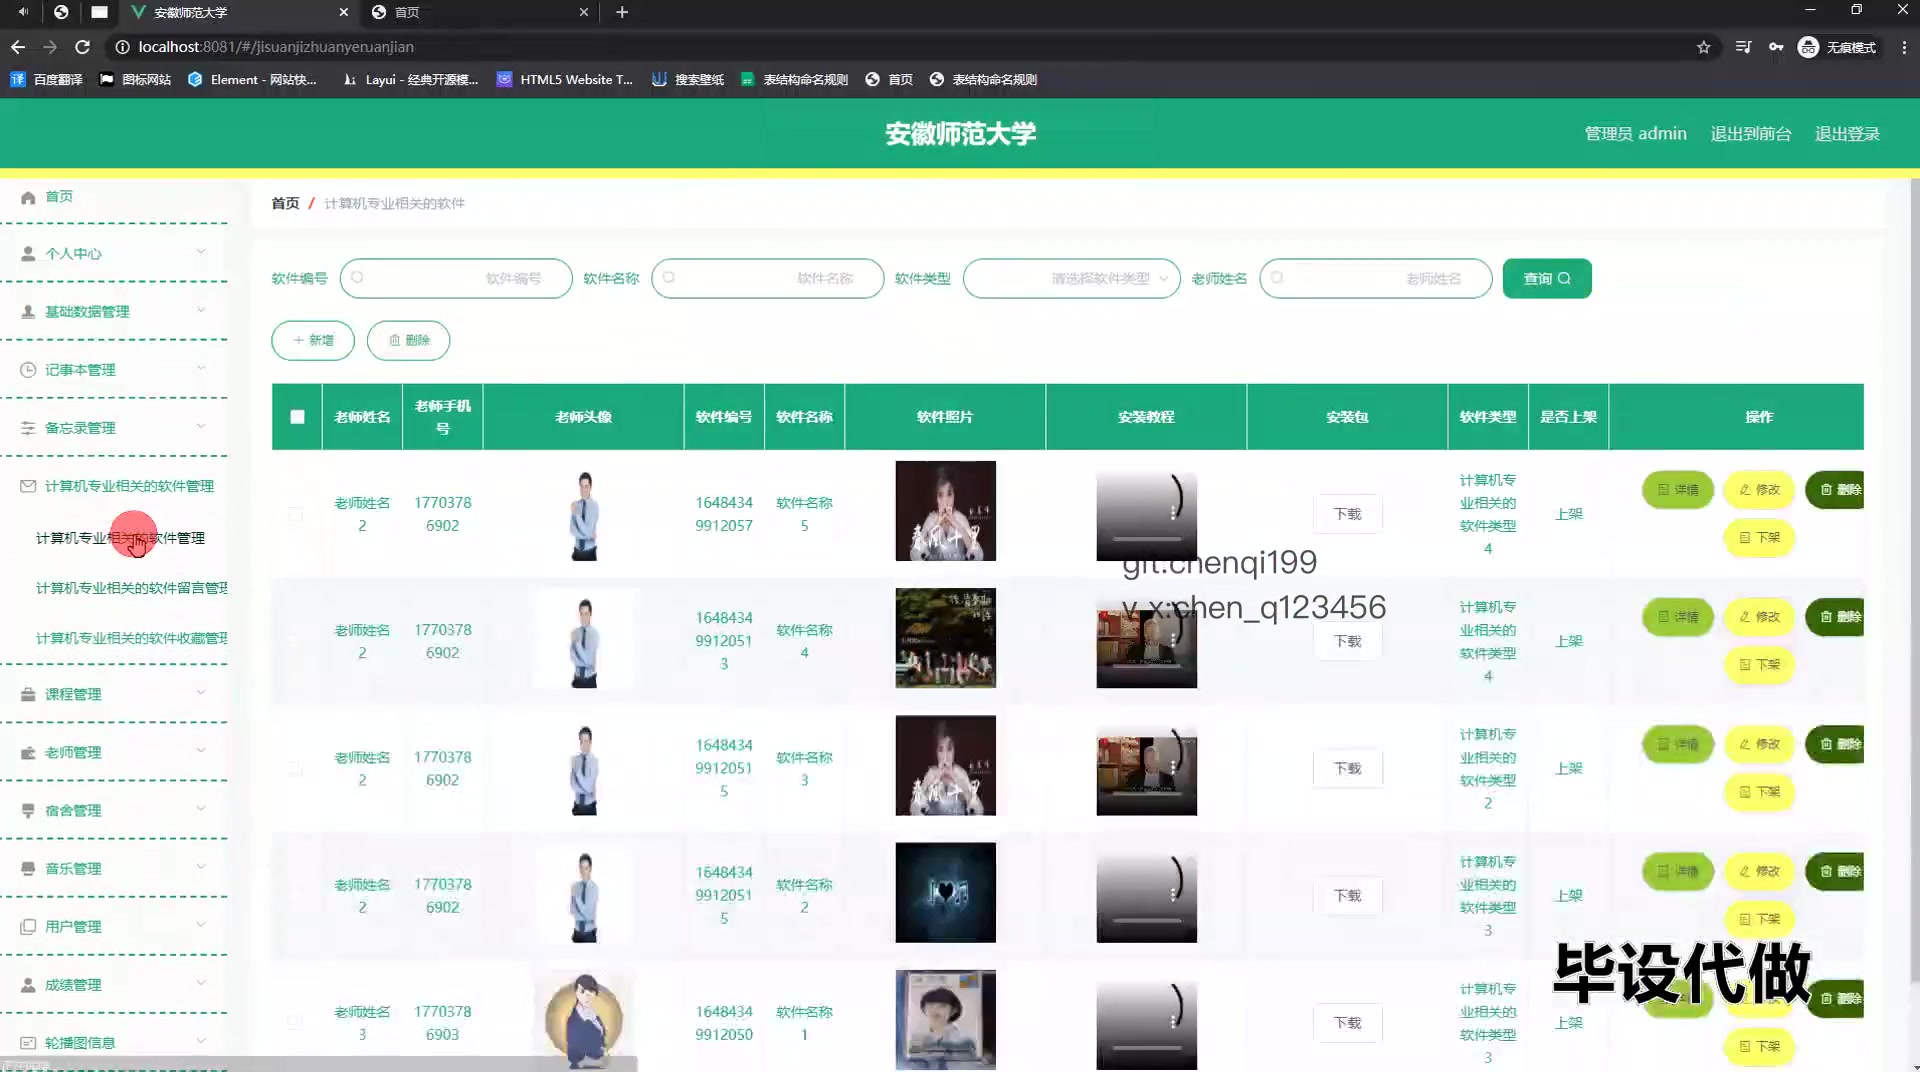 安徽师范大学
首页
localhost:8081/#/jisuanjizhuanyeruanjian
无痕模式
百度翻译
图标网站
Element - 网站快...
Layui - 经典开源模...
HTML5 Website T...
搜索壁纸
表结构命名规则
首页
表结构命名规则
安徽师范大学
管理员 admin
退出到前台
退出登录
首页
个人中心
基础数据管理
记事本管理
备忘录管理
计算机专业相关的软件管理
计算机专业相关的软件管理
计算机专业相关的软件留言管理
计算机专业相关的软件收藏管理
课程管理
老师管理
宿舍管理
音乐管理
用户管理
成绩管理
轮播图信息
首页 / 计算机专业相关的软件
软件编号 软件编号 软件名称 软件名称 软件类型 请选择软件类型 老师姓名 老师姓名 查询
新增 删除
老师姓名 老师手机号 老师头像 软件编号 软件名称 软件照片 安装教程 安装包 软件类型 是否上架 操作
老师姓名2 17703786902 16484349912057 软件名称5 春风十里 下载 计算机专业相关的软件类型4 上架 详情 修改 删除 下架
git:chenqi199
v x:chen_q123456
老师姓名2 17703786902 164843499120513 软件名称4 下载 计算机专业相关的软件类型4 上架 详情 修改 删除 下架
老师姓名2 17703786902 164843499120515 软件名称3 春风十里 下载 计算机专业相关的软件类型2 上架 详情 修改 删除 下架
老师姓名2 17703786902 164843499120515 软件名称2 下载 计算机专业相关的软件类型3 上架 详情 修改 删除 下架
老师姓名3 17703786903 16484349912050 软件名称1 下载 计算机专业相关的软件类型3 上架 删除 下架
毕设代做